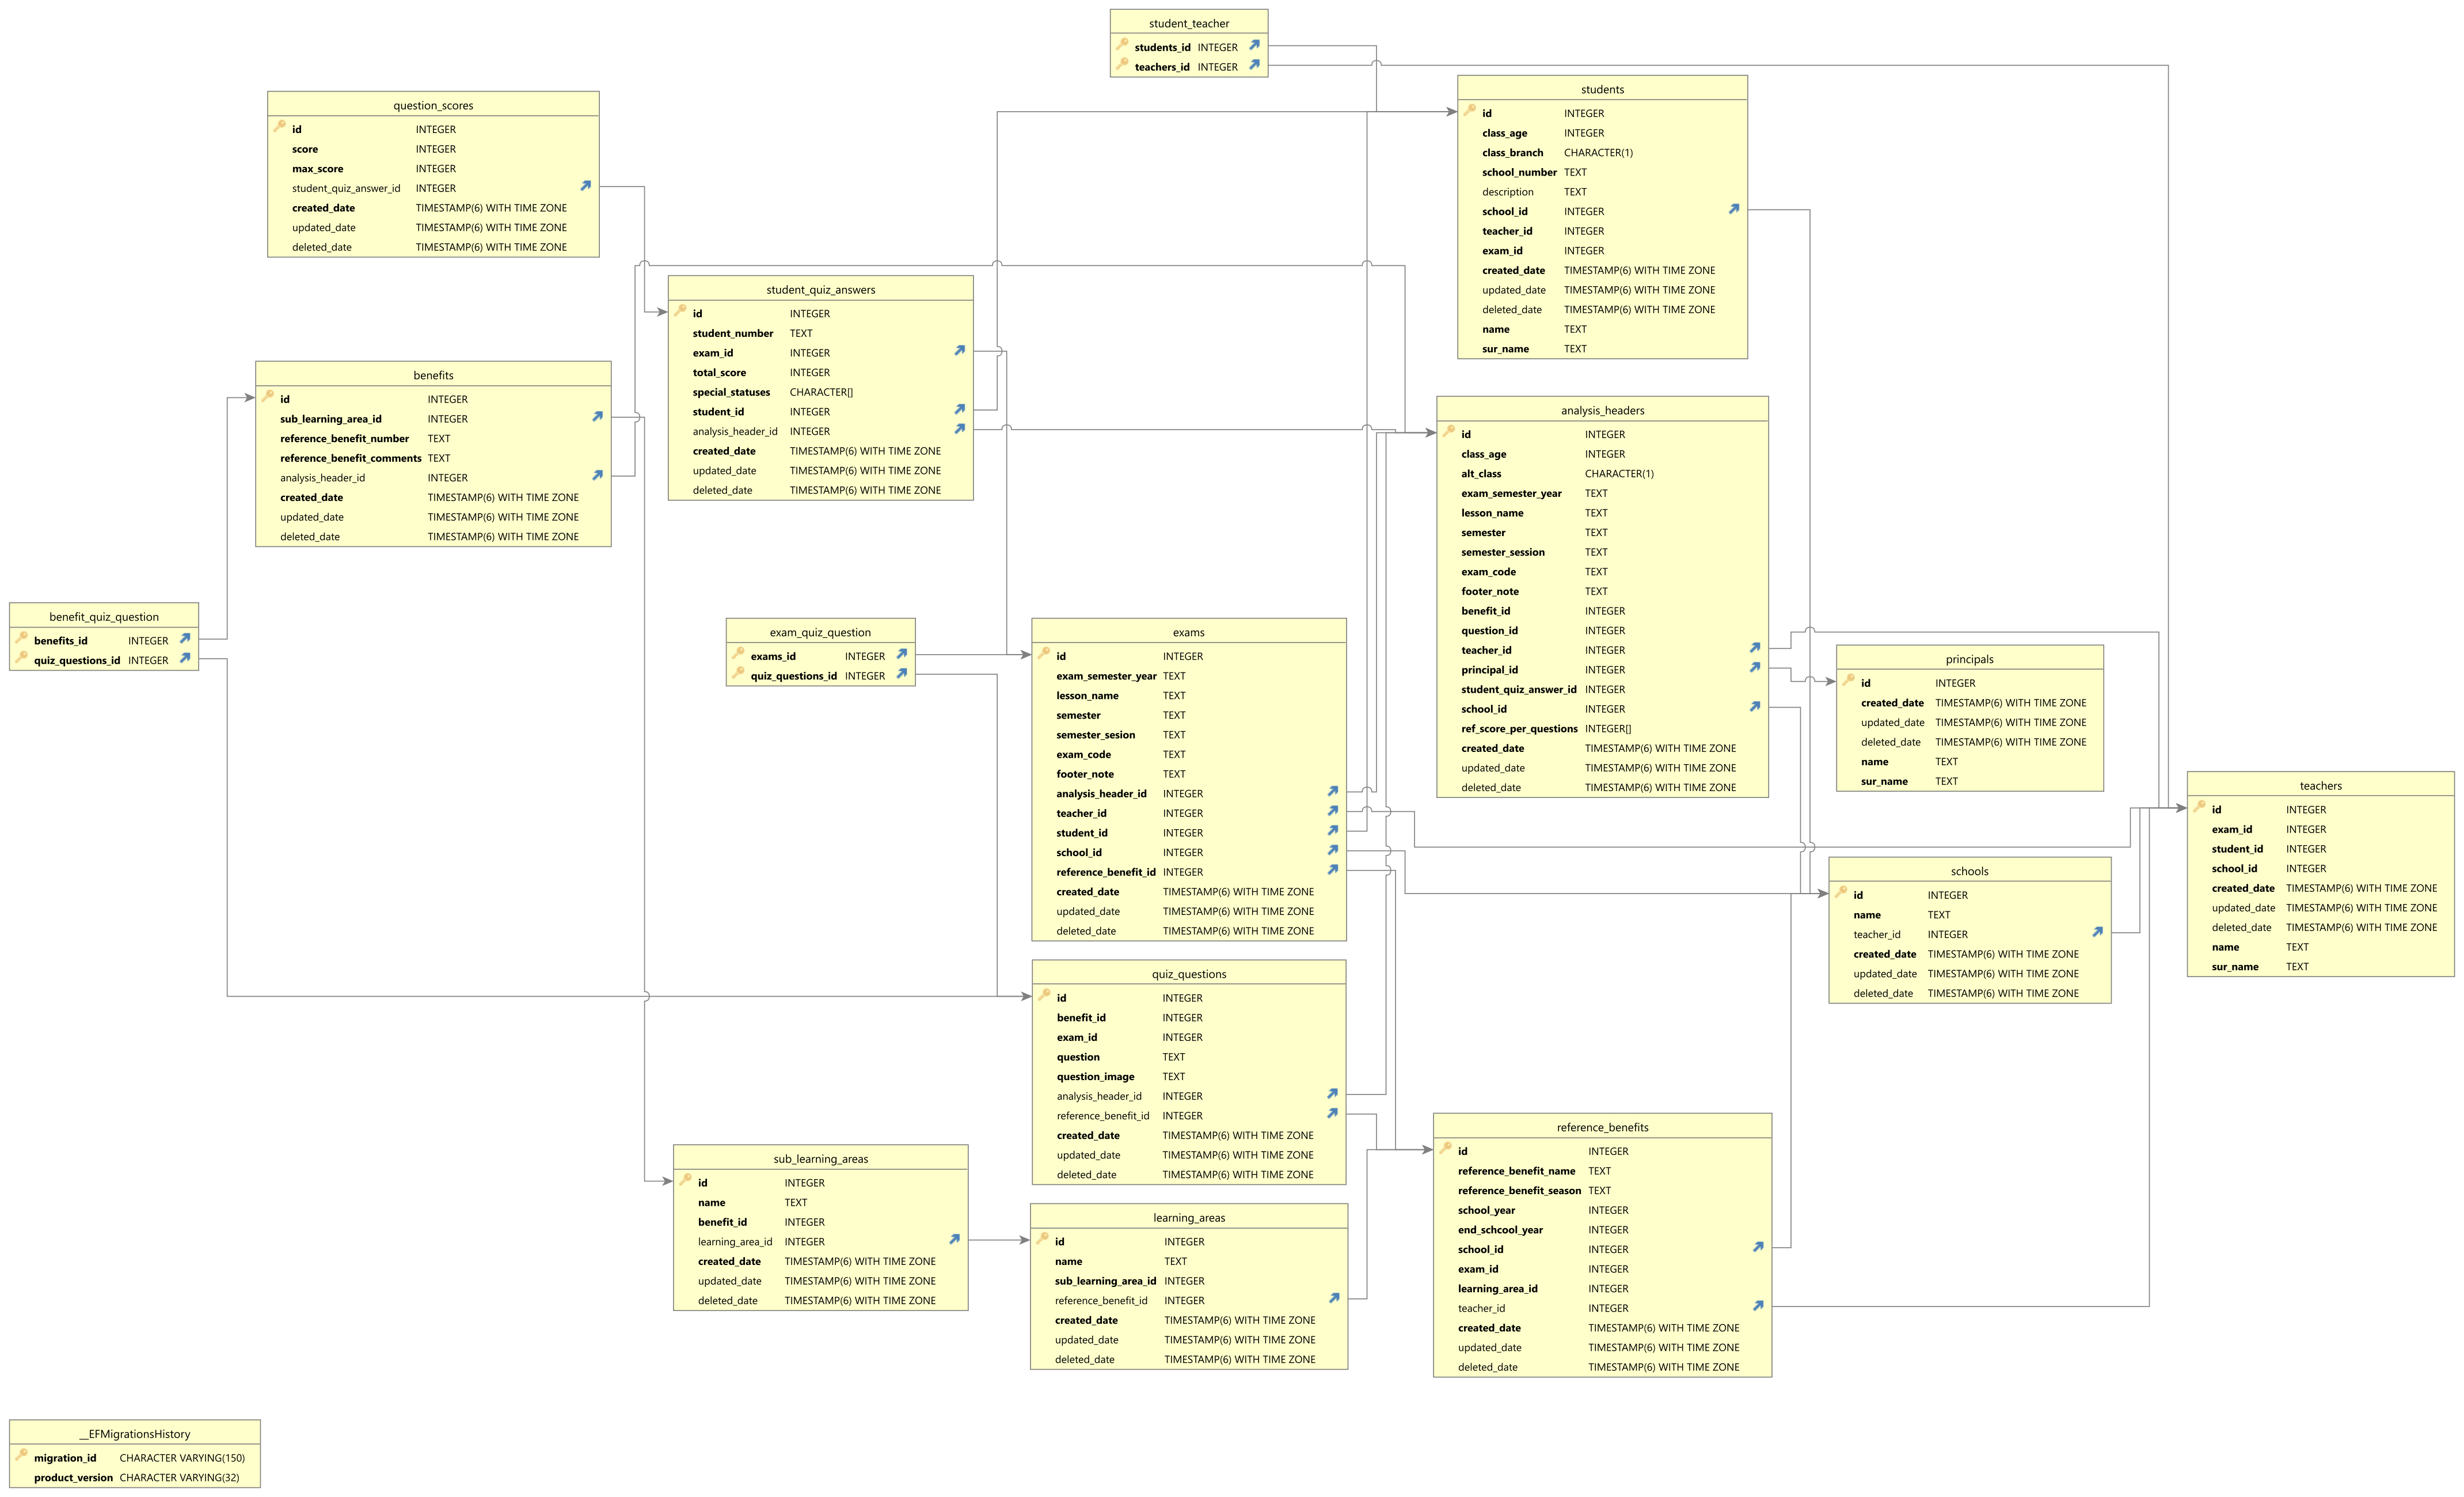 student_teacher
students_id INTEGER
teachers_id INTEGER
question_scores
id INTEGER
score INTEGER
max_score INTEGER
student_quiz_answer_id INTEGER
created_date TIMESTAMP(6) WITH TIME ZONE
updated_date TIMESTAMP(6) WITH TIME ZONE
deleted_date TIMESTAMP(6) WITH TIME ZONE
students
id INTEGER
class_age INTEGER
class_branch CHARACTER(1)
school_number TEXT
description TEXT
school_id INTEGER
teacher_id INTEGER
exam_id INTEGER
created_date TIMESTAMP(6) WITH TIME ZONE
updated_date TIMESTAMP(6) WITH TIME ZONE
deleted_date TIMESTAMP(6) WITH TIME ZONE
name TEXT
sur_name TEXT
student_quiz_answers
id INTEGER
student_number TEXT
exam_id INTEGER
total_score INTEGER
special_statuses CHARACTER[]
student_id INTEGER
analysis_header_id INTEGER
created_date TIMESTAMP(6) WITH TIME ZONE
updated_date TIMESTAMP(6) WITH TIME ZONE
deleted_date TIMESTAMP(6) WITH TIME ZONE
benefits
id INTEGER
sub_learning_area_id INTEGER
reference_benefit_number TEXT
reference_benefit_comments TEXT
analysis_header_id INTEGER
created_date TIMESTAMP(6) WITH TIME ZONE
updated_date TIMESTAMP(6) WITH TIME ZONE
deleted_date TIMESTAMP(6) WITH TIME ZONE
analysis_headers
id INTEGER
class_age INTEGER
alt_class CHARACTER(1)
exam_semester_year TEXT
lesson_name TEXT
semester TEXT
semester_session TEXT
exam_code TEXT
footer_note TEXT
benefit_id INTEGER
question_id INTEGER
teacher_id INTEGER
principal_id INTEGER
student_quiz_answer_id INTEGER
school_id INTEGER
ref_score_per_questions INTEGER[]
created_date TIMESTAMP(6) WITH TIME ZONE
updated_date TIMESTAMP(6) WITH TIME ZONE
deleted_date TIMESTAMP(6) WITH TIME ZONE
benefit_quiz_question
benefits_id INTEGER
quiz_questions_id INTEGER
exam_quiz_question
exams_id INTEGER
quiz_questions_id INTEGER
exams
id INTEGER
exam_semester_year TEXT
lesson_name TEXT
semester TEXT
semester_sesion TEXT
exam_code TEXT
footer_note TEXT
analysis_header_id INTEGER
teacher_id INTEGER
student_id INTEGER
school_id INTEGER
reference_benefit_id INTEGER
created_date TIMESTAMP(6) WITH TIME ZONE
updated_date TIMESTAMP(6) WITH TIME ZONE
deleted_date TIMESTAMP(6) WITH TIME ZONE
principals
id INTEGER
created_date TIMESTAMP(6) WITH TIME ZONE
updated_date TIMESTAMP(6) WITH TIME ZONE
deleted_date TIMESTAMP(6) WITH TIME ZONE
name TEXT
sur_name TEXT
teachers
id INTEGER
exam_id INTEGER
student_id INTEGER
school_id INTEGER
created_date TIMESTAMP(6) WITH TIME ZONE
updated_date TIMESTAMP(6) WITH TIME ZONE
deleted_date TIMESTAMP(6) WITH TIME ZONE
name TEXT
sur_name TEXT
schools
id INTEGER
name TEXT
teacher_id INTEGER
created_date TIMESTAMP(6) WITH TIME ZONE
updated_date TIMESTAMP(6) WITH TIME ZONE
deleted_date TIMESTAMP(6) WITH TIME ZONE
quiz_questions
id INTEGER
benefit_id INTEGER
exam_id INTEGER
question TEXT
question_image TEXT
analysis_header_id INTEGER
reference_benefit_id INTEGER
created_date TIMESTAMP(6) WITH TIME ZONE
updated_date TIMESTAMP(6) WITH TIME ZONE
deleted_date TIMESTAMP(6) WITH TIME ZONE
reference_benefits
id INTEGER
reference_benefit_name TEXT
reference_benefit_season TEXT
school_year INTEGER
end_schcool_year INTEGER
school_id INTEGER
exam_id INTEGER
learning_area_id INTEGER
teacher_id INTEGER
created_date TIMESTAMP(6) WITH TIME ZONE
updated_date TIMESTAMP(6) WITH TIME ZONE
deleted_date TIMESTAMP(6) WITH TIME ZONE
sub_learning_areas
id INTEGER
name TEXT
benefit_id INTEGER
learning_area_id INTEGER
created_date TIMESTAMP(6) WITH TIME ZONE
updated_date TIMESTAMP(6) WITH TIME ZONE
deleted_date TIMESTAMP(6) WITH TIME ZONE
learning_areas
id INTEGER
name TEXT
sub_learning_area_id INTEGER
reference_benefit_id INTEGER
created_date TIMESTAMP(6) WITH TIME ZONE
updated_date TIMESTAMP(6) WITH TIME ZONE
deleted_date TIMESTAMP(6) WITH TIME ZONE
__EFMigrationsHistory
migration_id CHARACTER VARYING(150)
product_version CHARACTER VARYING(32)